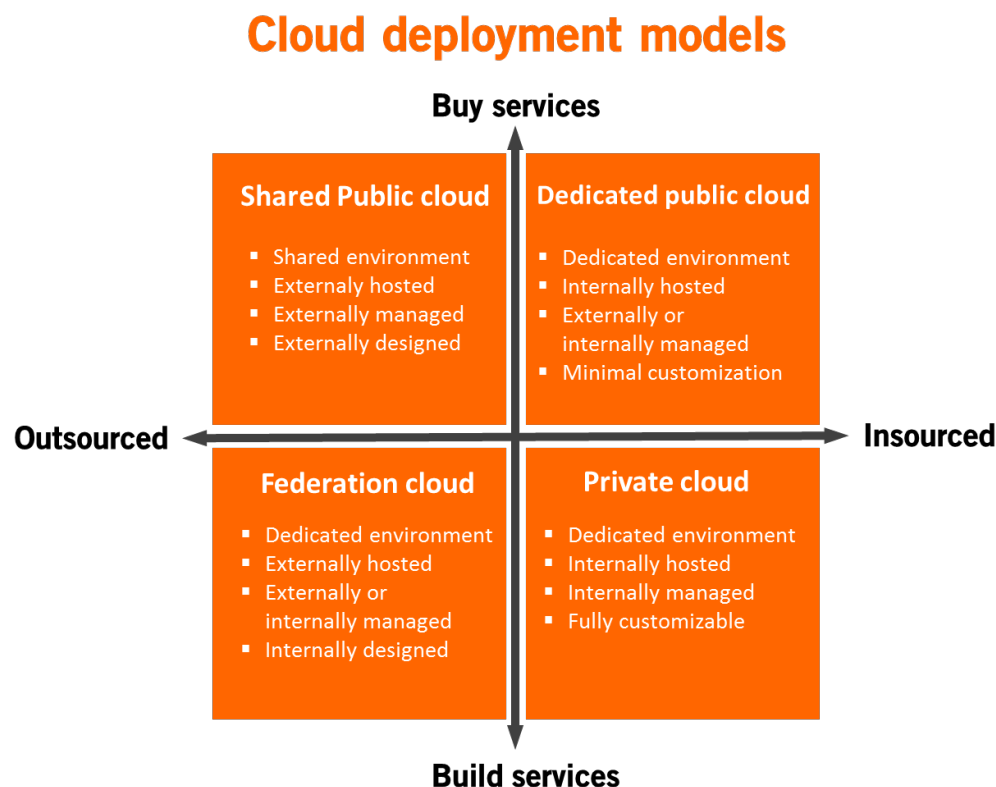 Cloud deployment models
Buy services
Shared Public cloud
▪ Shared environment
▪ Externaly hosted
▪ Externally managed
▪ Externally designed
Dedicated public cloud
▪ Dedicated environment
▪ Internally hosted
▪ Externally or
internally managed
▪ Minimal customization
Outsourced
Insourced
Federation cloud
▪ Dedicated environment
▪ Externally hosted
▪ Externally or
internally managed
▪ Internally designed
Private cloud
▪ Dedicated environment
▪ Internally hosted
▪ Internally managed
▪ Fully customizable
Build services